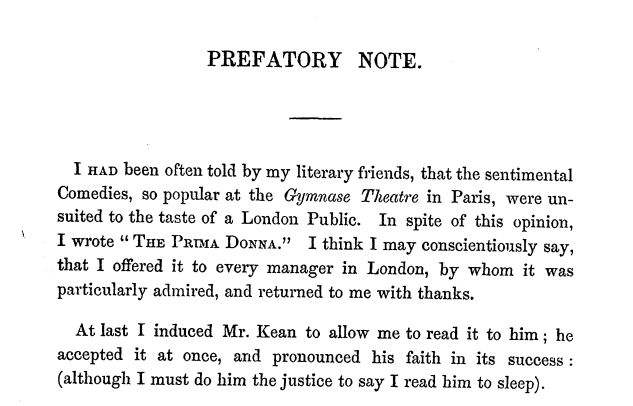 PREFATORY NOTE.
I HAD been often told by my literary friends, that the sentimental
Comedies, so popular at the Gymnase Theatre in Paris, were un-
suited to the taste of a London Public. In spite of this opinion,
I wrote “THE PRIMA DONNA.” I think I may conscientiously say,
that I offered it to every manager in London, by whom it was
particularly admired, and returned to me with thanks.
At last I induced Mr. Kean to allow me to read it to him; he
accepted it at once, and pronounced his faith in its success:
(although I must do him the justice to say I read him to sleep).